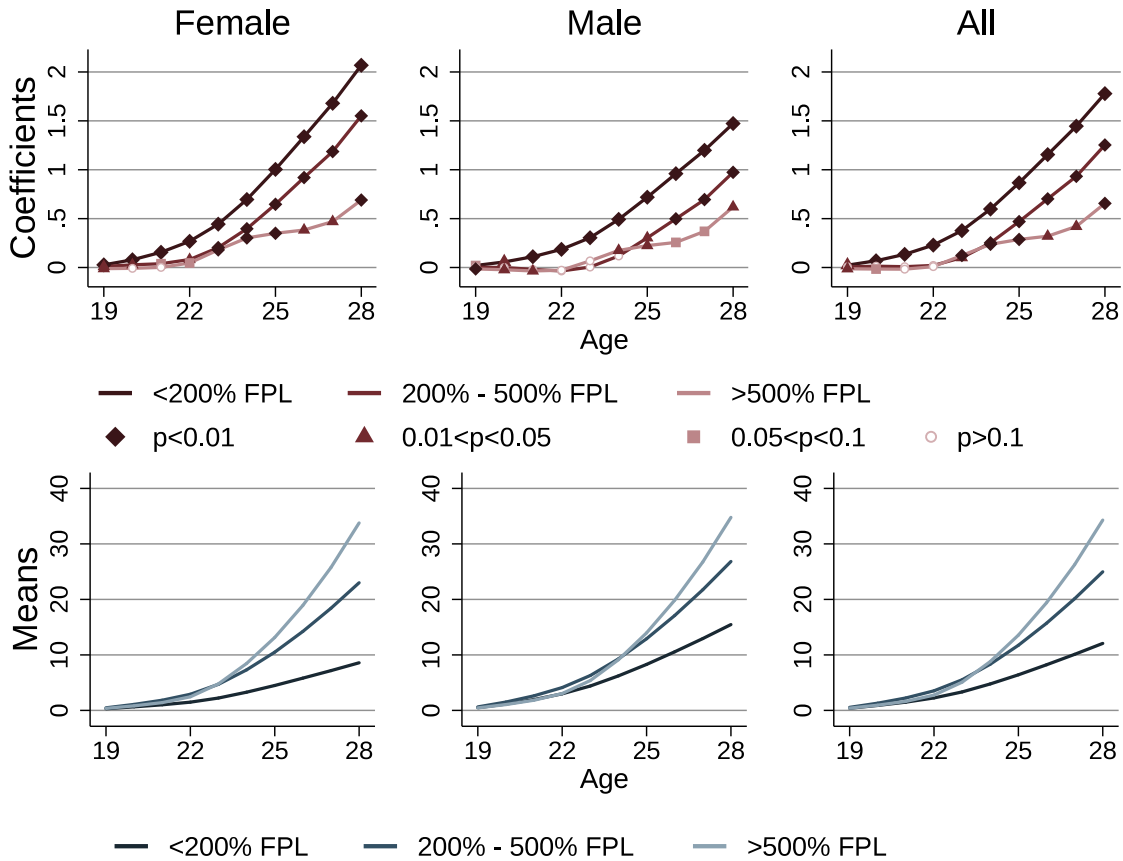 Female Male All
Coefficients
2 2 2
1.5 1.5 1.5
1 1 1
.5 .5 .5
0 0 0
19 22 25 28 19 22 25 28 19 22 25 28
Age
<200% FPL 200% - 500% FPL >500% FPL
p<0.01 0.01<p<0.05 0.05<p<0.1 p>0.1
Means
40 40 40
30 30 30
20 20 20
10 10 10
0 0 0
19 22 25 28 19 22 25 28 19 22 25 28
Age
<200% FPL 200% - 500% FPL >500% FPL